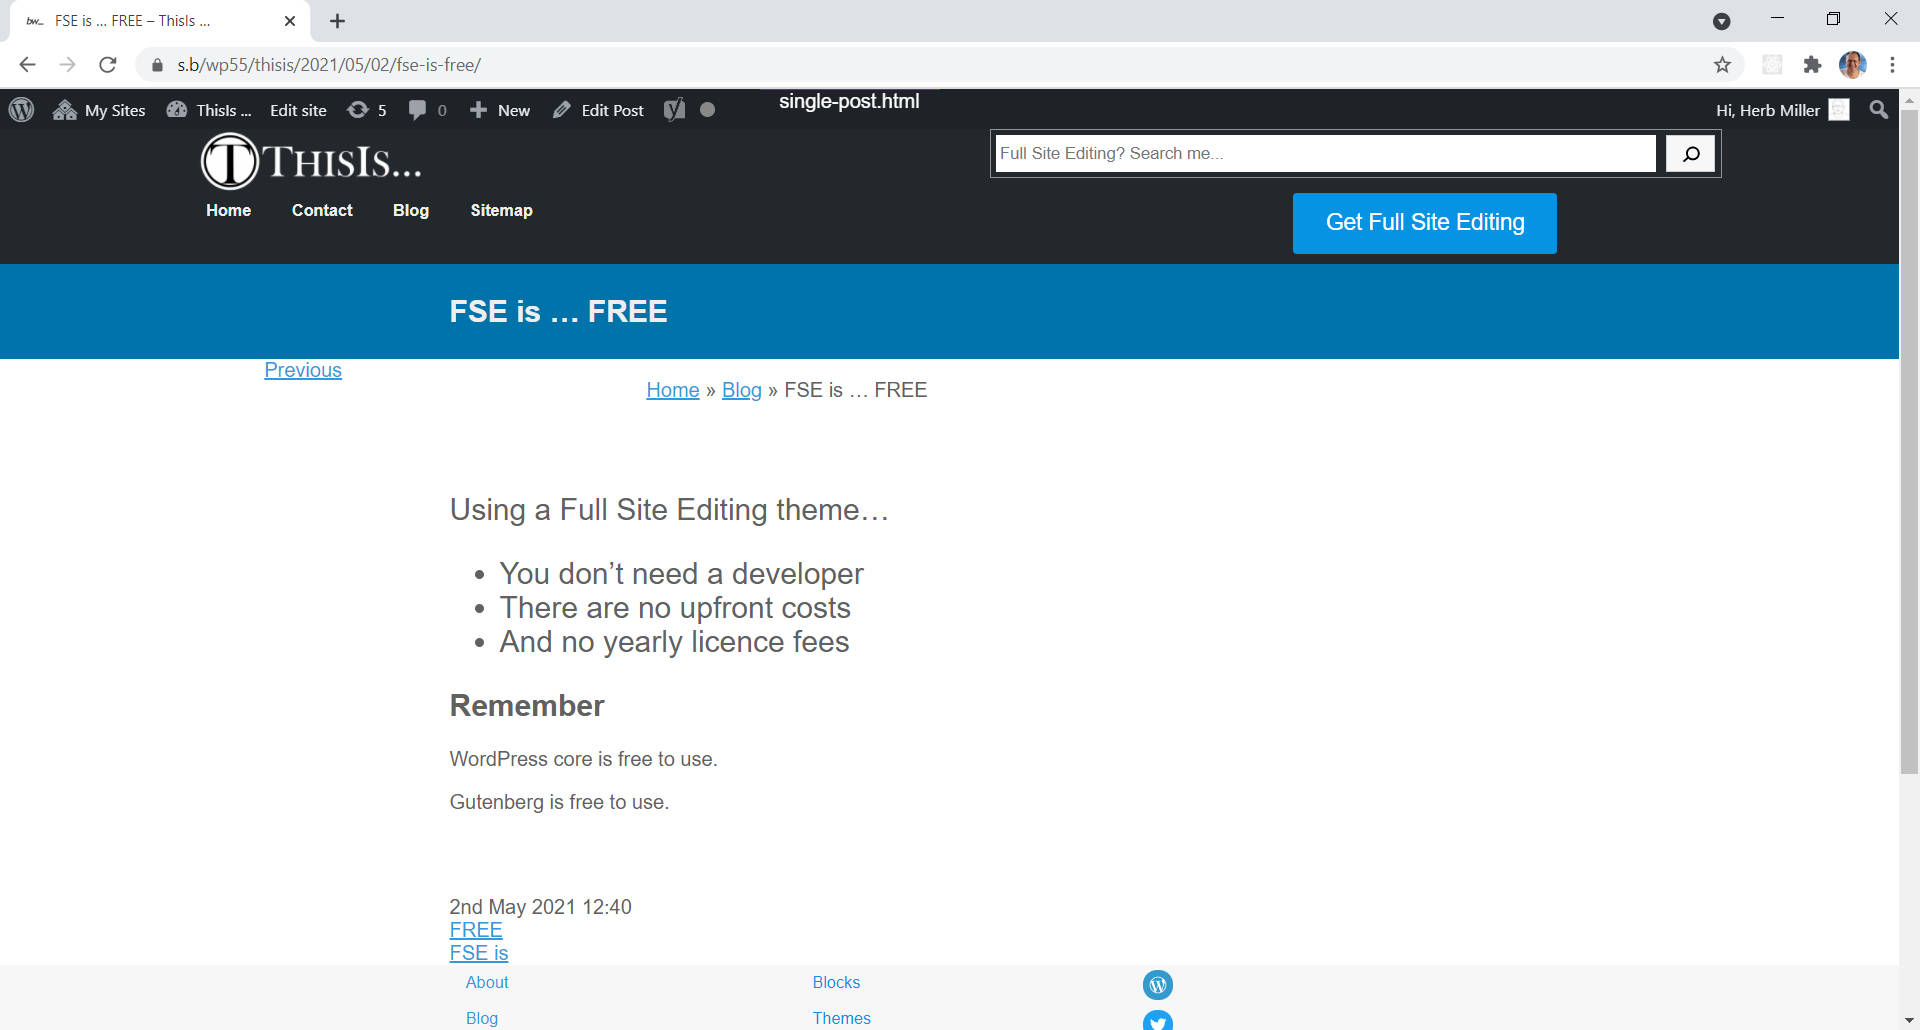 FSE is ... FREE – ThisIs ...
s.b/wp55/thisis/2021/05/02/fse-is-free/
My Sites ThisIs ... Edit site 5 0 New Edit Post single-post.html Hi, Herb Miller
THISIS... Full Site Editing? Search me...
Home Contact Blog Sitemap Get Full Site Editing
FSE is … FREE
Previous
Home » Blog » FSE is … FREE
Using a Full Site Editing theme…
• You don’t need a developer
• There are no upfront costs
• And no yearly licence fees
Remember
WordPress core is free to use.
Gutenberg is free to use.
2nd May 2021 12:40
FREE
FSE is
About Blocks
Blog Themes